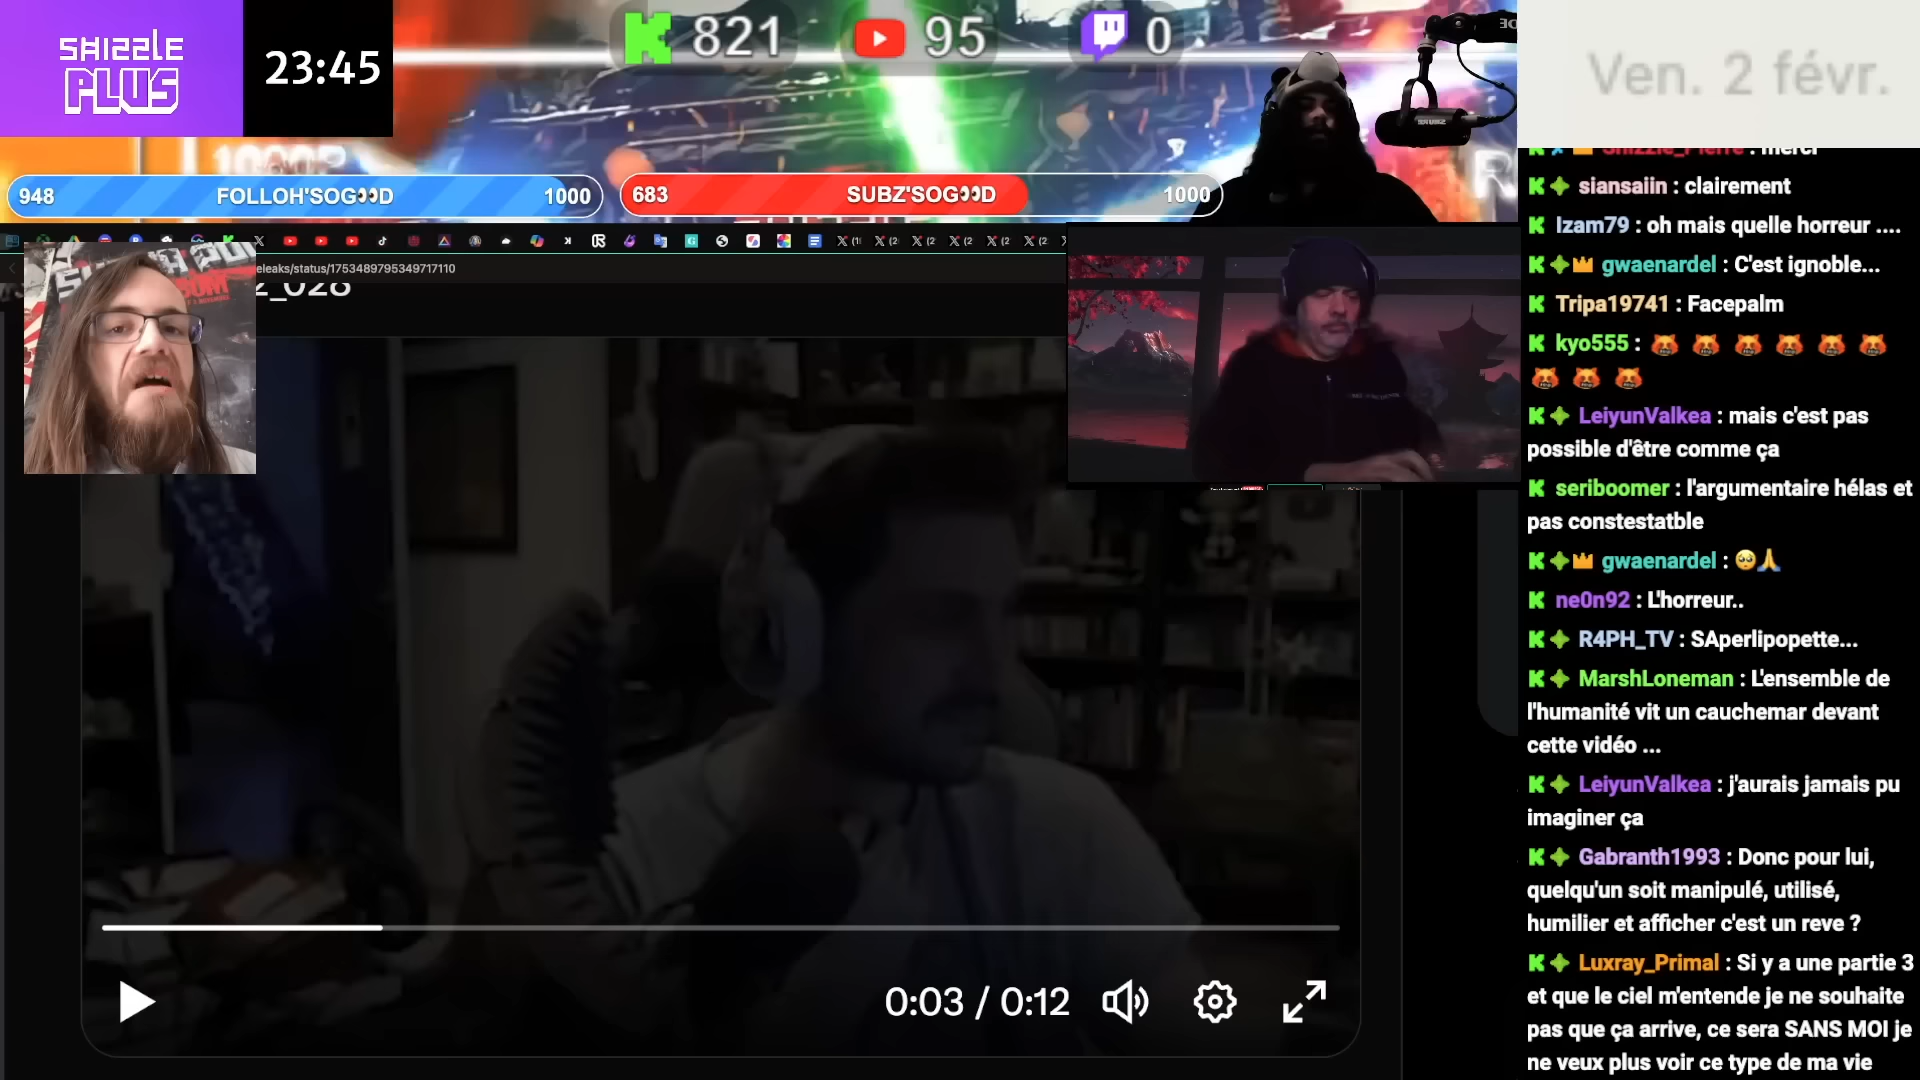 SHIZZLE
PLUS
23:45
821
95
0
Ven. 2 févr.
948
FOLLOH'SOG👀D
1000
683
SUBZ'SOG👀D
1000
eleaks/status/1753489795349717110
Shizzle_Pierre : merci
siansaiin : clairement
Izam79 : oh mais quelle horreur ....
gwaenardel : C'est ignoble...
Tripa19741 : Facepalm
kyo555 :
LeiyunValkea : mais c'est pas
possible d'être comme ça
seriboomer : l'argumentaire hélas et
pas constestatble
gwaenardel : 🥺🙏
ne0n92 : L'horreur..
R4PH_TV : SAperlipopette...
MarshLoneman : L'ensemble de
l'humanité vit un cauchemar devant
cette vidéo ...
LeiyunValkea : j'aurais jamais pu
imaginer ça
Gabranth1993 : Donc pour lui,
quelqu'un soit manipulé, utilisé,
humilier et afficher c'est un reve ?
Luxray_Primal : Si y a une partie 3
et que le ciel m'entende je ne souhaite
pas que ça arrive, ce sera SANS MOI je
ne veux plus voir ce type de ma vie
0:03 / 0:12